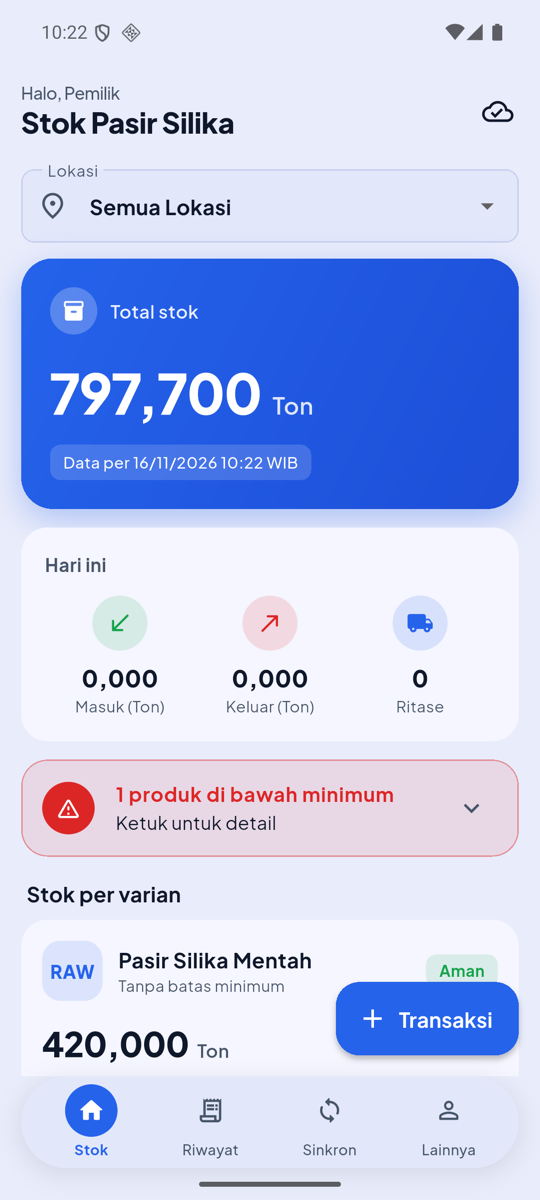 10:22
Halo, Pemilik
Stok Pasir Silika
Lokasi
Semua Lokasi
Total stok
797,700 Ton
Data per 16/11/2026 10:22 WIB
Hari ini
0,000 0,000 0
Masuk (Ton) Keluar (Ton) Ritase
1 produk di bawah minimum
Ketuk untuk detail
Stok per varian
RAW Pasir Silika Mentah Aman
Tanpa batas minimum
420,000 Ton
+ Transaksi
Stok Riwayat Sinkron Lainnya